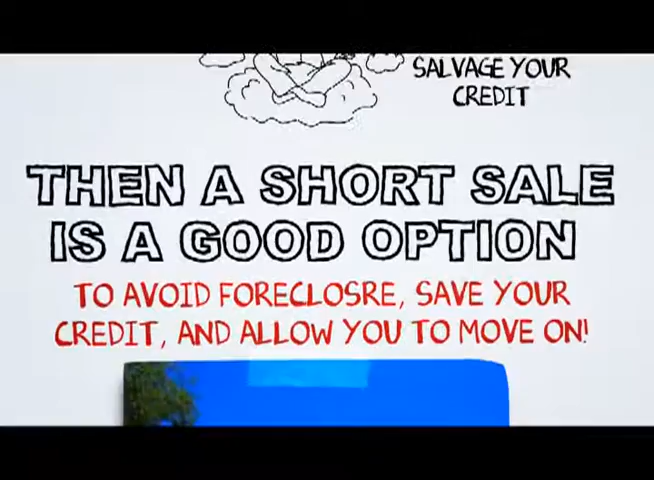 SALVAGE YOUR
CREDIT
THEN A SHORT SALE
IS A GOOD OPTION
TO AVOID FORECLOSRE, SAVE YOUR
CREDIT, AND ALLOW YOU TO MOVE ON!